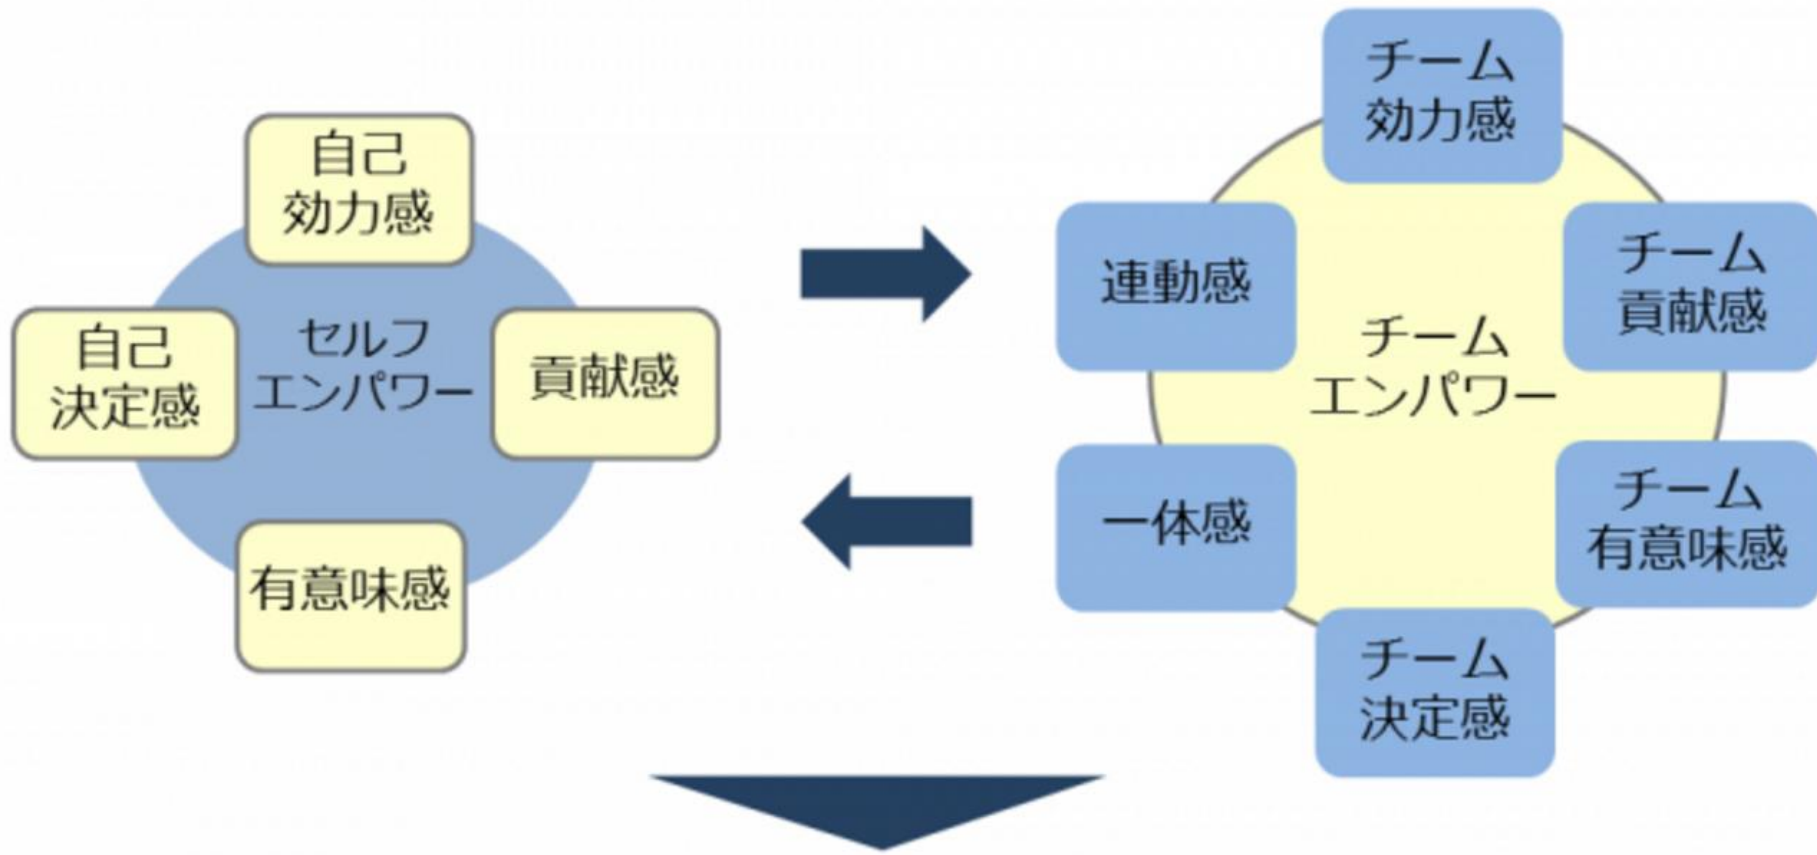 自己
効力感
自己
決定感
セルフ
エンパワー
貢献感
有意味感
チーム
効力感
連動感
チーム
貢献感
チーム
エンパワー
一体感
チーム
有意味感
チーム
決定感